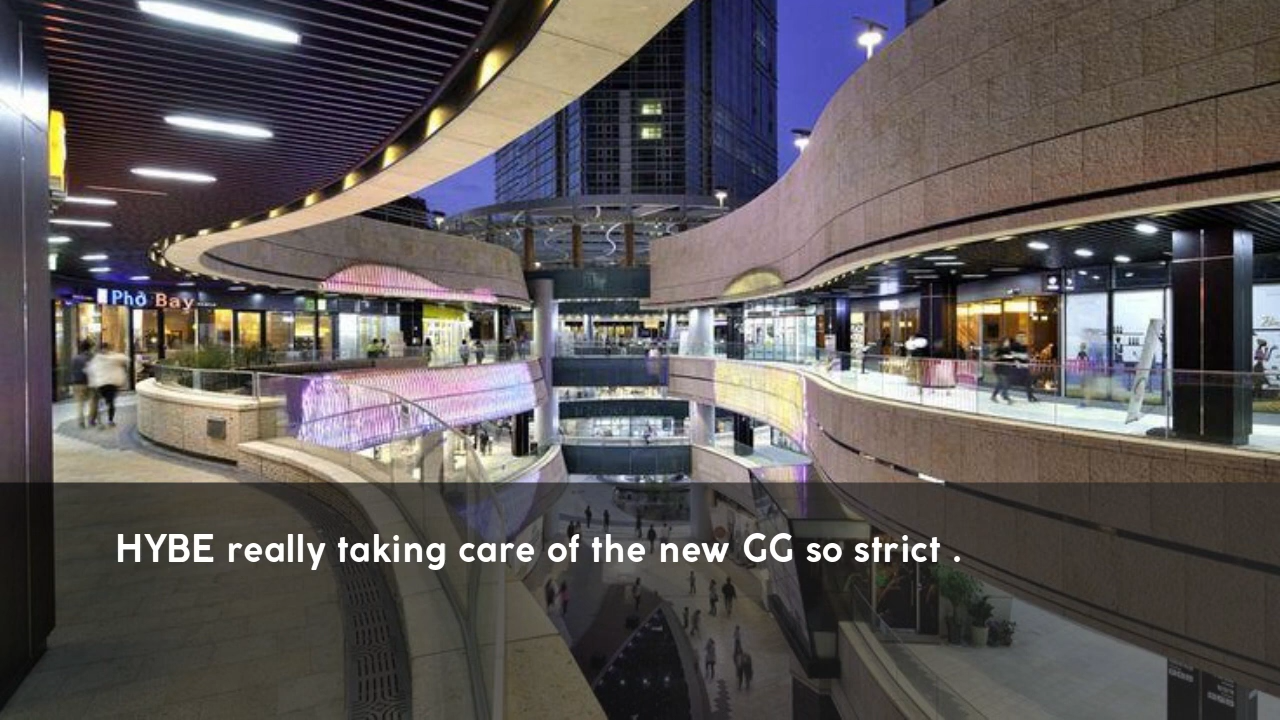 Phở Bay
HYBE really taking care of the new GG so strict .